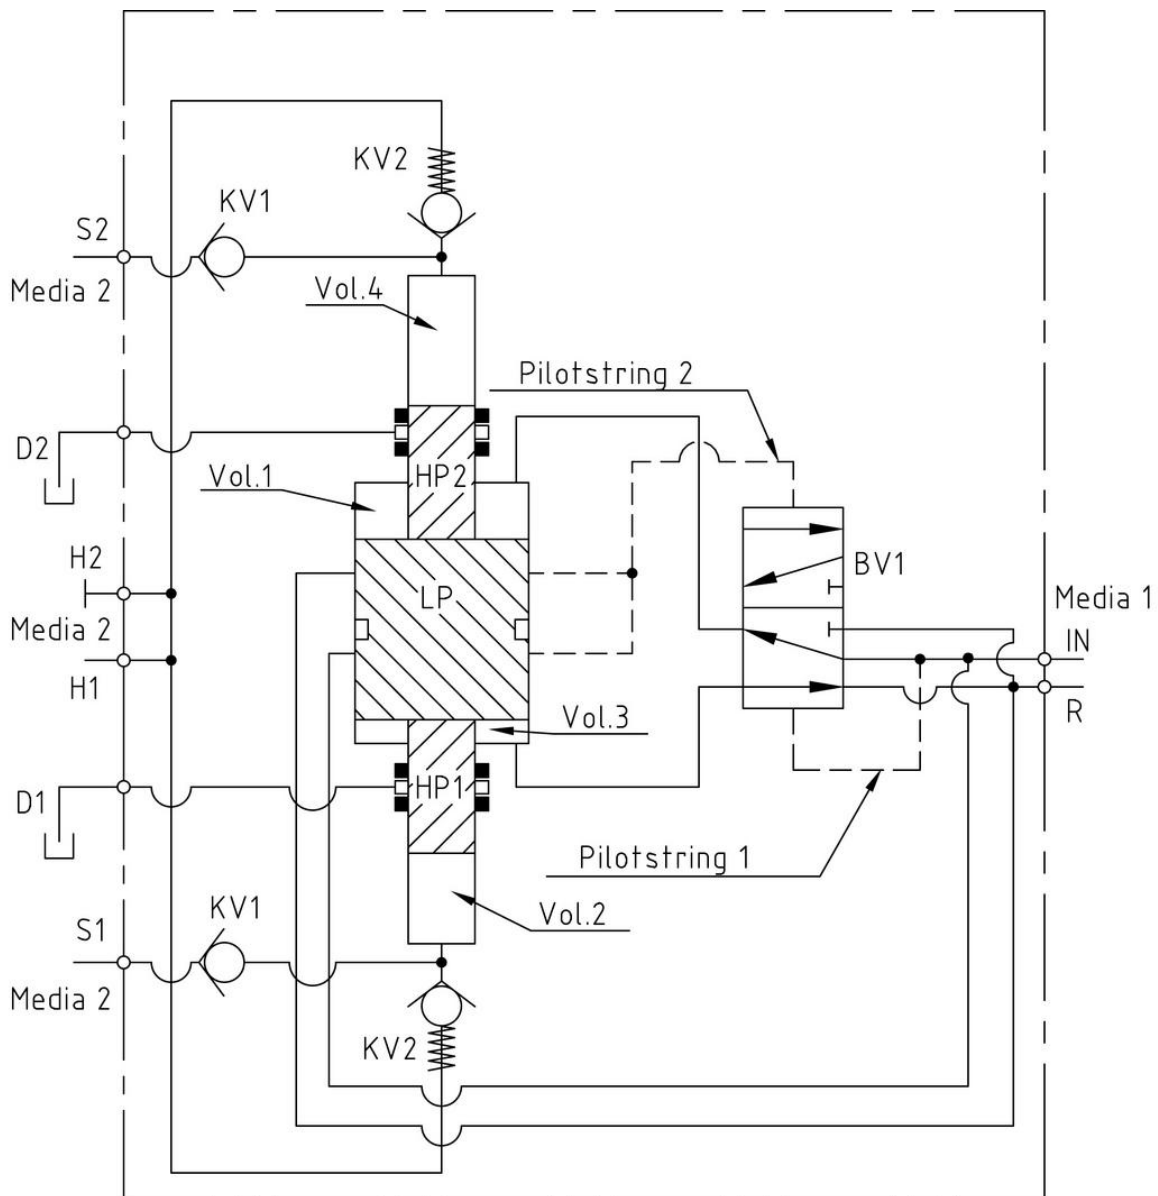 KV2
KV1
S2
Media 2
Vol.4
Pilotstring 2
D2
Vol.1
HP2
H2
BV1
LP
Media 1
Media 2
IN
H1
R
Vol.3
HP1
D1
Pilotstring 1
KV1
Vol.2
S1
Media 2
KV2